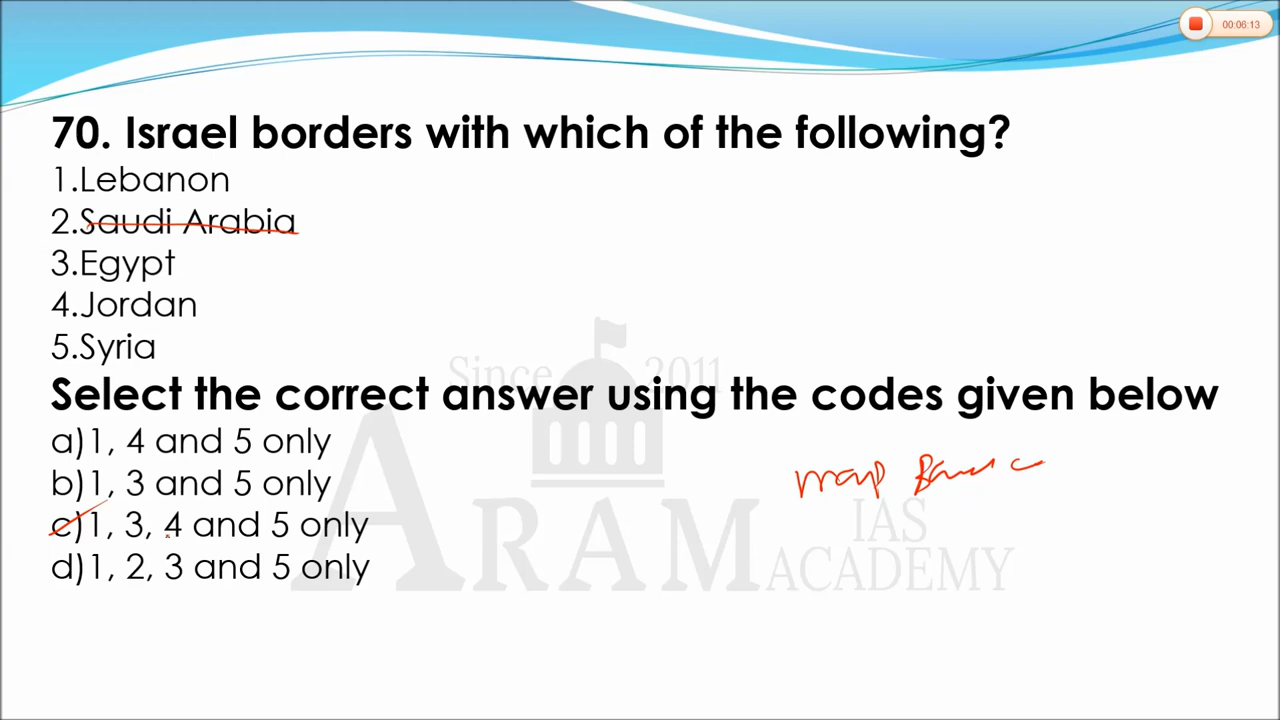 00:06:13
70. Israel borders with which of the following?
1.Lebanon
2.Saudi Arabia
3.Egypt
4.Jordan
5.Syria
Since 2011
Select the correct answer using the codes given below
a)1, 4 and 5 only
b)1, 3 and 5 only
map
c)1, 3, 4 and 5 only
d)1, 2, 3 and 5 only
ARAM IAS
ACADEMY